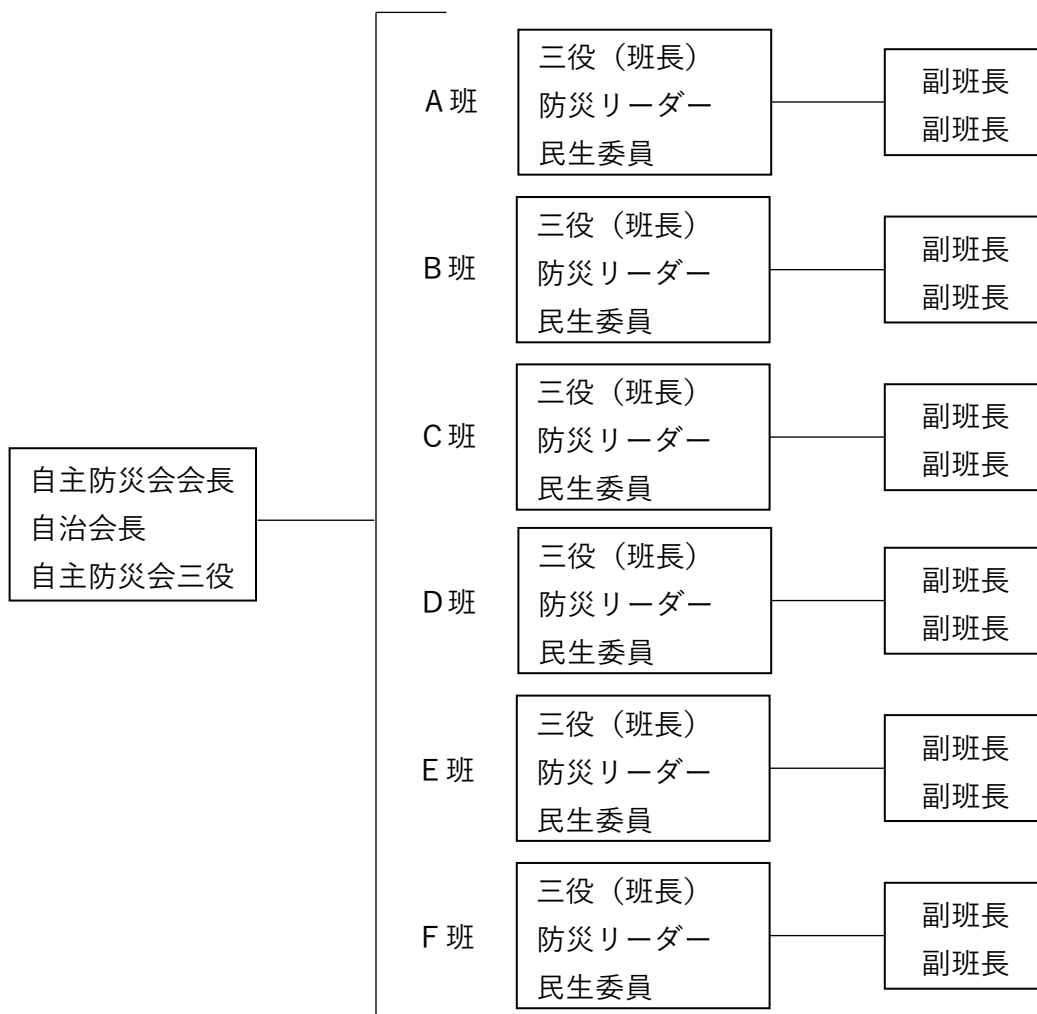 自主防災会会長
自治会長
自主防災会三役
A班
三役（班長）
防災リーダー
民生委員
副班長
副班長
B班
三役（班長）
防災リーダー
民生委員
副班長
副班長
C班
三役（班長）
防災リーダー
民生委員
副班長
副班長
D班
三役（班長）
防災リーダー
民生委員
副班長
副班長
E班
三役（班長）
防災リーダー
民生委員
副班長
副班長
F班
三役（班長）
防災リーダー
民生委員
副班長
副班長